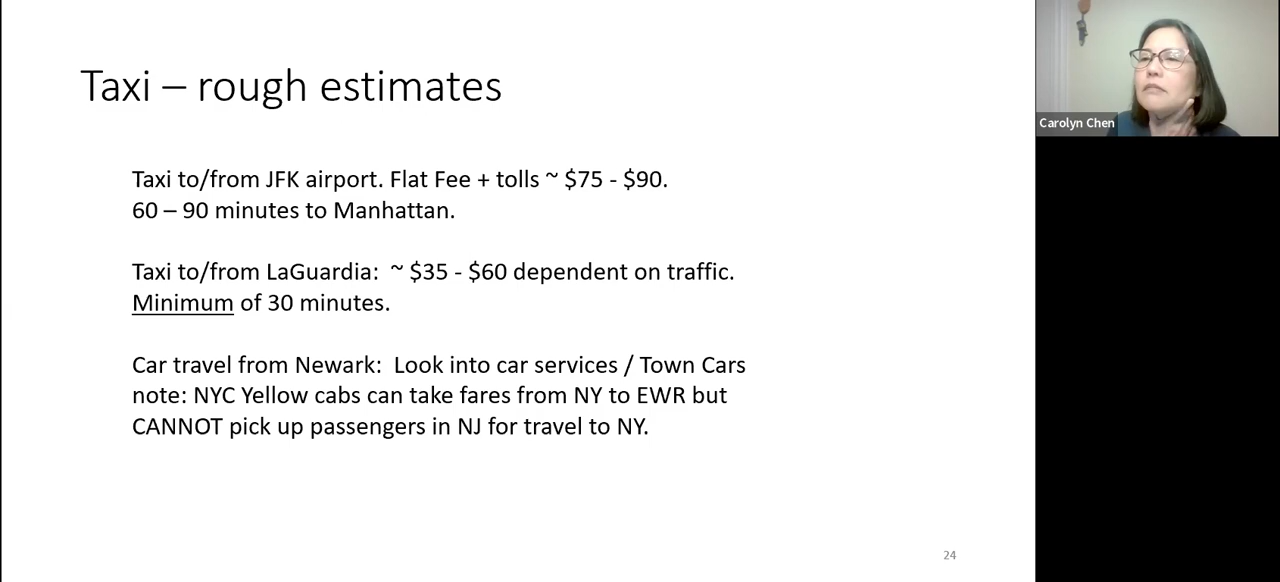 Taxi – rough estimates
Taxi to/from JFK airport. Flat Fee + tolls ~ $75 - $90.
60 – 90 minutes to Manhattan.
Taxi to/from LaGuardia:  ~ $35 - $60 dependent on traffic.
Minimum of 30 minutes.
Car travel from Newark:  Look into car services / Town Cars
note: NYC Yellow cabs can take fares from NY to EWR but
CANNOT pick up passengers in NJ for travel to NY.
24
Carolyn Chen